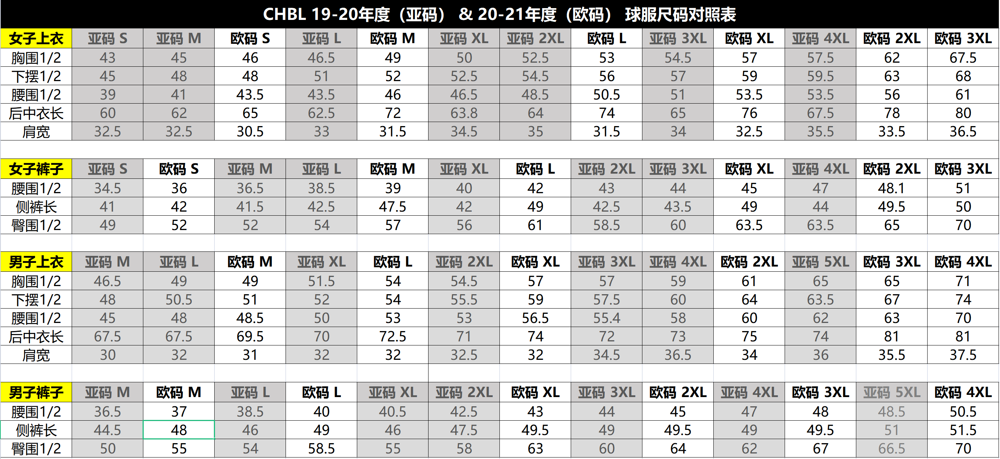 CHBL 19-20年度（亚码） & 20-21年度（欧码） 球服尺码对照表
女子上衣 亚码 S 亚码 M 欧码 S 亚码 L 欧码 M 亚码 XL 亚码 2XL 欧码 L 亚码 3XL 欧码 XL 亚码 4XL 欧码 2XL 欧码 3XL
胸围1/2 43 45 46 46.5 49 50 52.5 53 54.5 57 57.5 62 67.5
下摆1/2 45 48 48 51 52 52.5 54.5 56 57 59 59.5 63 68
腰围1/2 39 41 43.5 43.5 46 46.5 48.5 50.5 51 53.5 53.5 56 61
后中衣长 60 62 65 62.5 72 63.8 64 74 65 76 67.5 78 80
肩宽 32.5 32.5 30.5 33 31.5 34.5 35 31.5 34 32.5 35.5 33.5 36.5
女子裤子 亚码 S 欧码 S 亚码 M 亚码 L 欧码 M 亚码 XL 欧码 L 亚码 2XL 亚码 3XL 欧码 XL 亚码 4XL 欧码 2XL 欧码 3XL
腰围1/2 34.5 36 36.5 38.5 39 40 42 43 44 45 47 48.1 51
侧裤长 41 42 41.5 42.5 47.5 42 49 42.5 43.5 49 44 49.5 50
臀围1/2 49 52 52 54 57 56 61 58.5 60 63.5 63.5 65 70
男子上衣 亚码 M 亚码 L 欧码 M 亚码 XL 欧码 L 亚码 2XL 欧码 XL 亚码 3XL 亚码 4XL 欧码 2XL 亚码 5XL 欧码 3XL 欧码 4XL
胸围1/2 46.5 49 49 51.5 54 54.5 57 57 59 61 65 65 71
下摆1/2 48 50.5 51 52 54 55.5 59 57.5 60 64 63.5 67 74
腰围1/2 45 48 48.5 50 53 53 56.5 55.4 58 60 62 63 70
后中衣长 67.5 67.5 69.5 70 72.5 71 74 72 73 75 74 81 81
肩宽 30 32 31 32 32 32.5 32 34.5 36.5 34 36 35.5 37.5
男子裤子 亚码 M 欧码 M 亚码 L 欧码 L 亚码 XL 亚码 2XL 欧码 XL 亚码 3XL 欧码 2XL 亚码 4XL 欧码 3XL 亚码 5XL 欧码 4XL
腰围1/2 36.5 37 38.5 40 40.5 42.5 43 44 45 47 48 48.5 50.5
侧裤长 44.5 48 46 49 46 47.5 49.5 49 49.5 49 49.5 51 51.5
臀围1/2 50 55 54 58.5 55 58 63 60 64 62 67 66.5 70